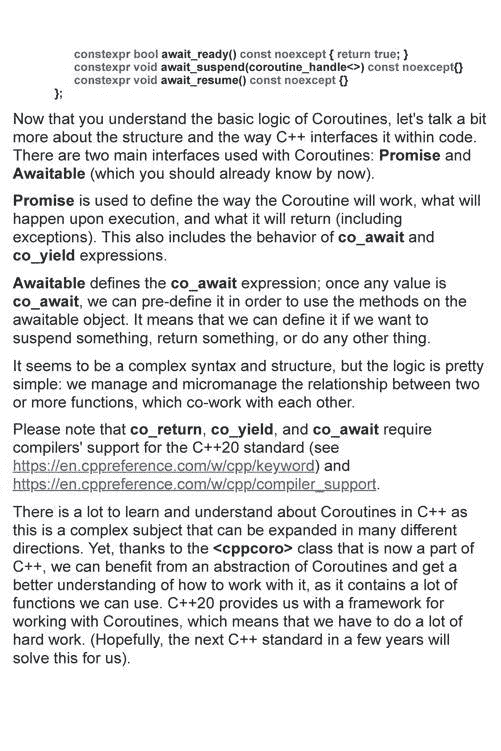 constexpr bool await_ready() const noexcept { return true; }
constexpr void await_suspend(coroutine_handle<>) const noexcept{}
constexpr void await_resume() const noexcept {}
};
Now that you understand the basic logic of Coroutines, let's talk a bit
more about the structure and the way C++ interfaces it within code.
There are two main interfaces used with Coroutines: Promise and
Awaitable (which you should already know by now).
Promise is used to define the way the Coroutine will work, what will
happen upon execution, and what it will return (including
exceptions). This also includes the behavior of co_await and
co_yield expressions.
Awaitable defines the co_await expression; once any value is
co_await, we can pre-define it in order to use the methods on the
awaitable object. It means that we can define it if we want to
suspend something, return something, or do any other thing.
It seems to be a complex syntax and structure, but the logic is pretty
simple: we manage and micromanage the relationship between two
or more functions, which co-work with each other.
Please note that co_return, co_yield, and co_await require
compilers' support for the C++20 standard (see
https://en.cppreference.com/w/cpp/keyword) and
https://en.cppreference.com/w/cpp/compiler_support.
There is a lot to learn and understand about Coroutines in C++ as
this is a complex subject that can be expanded in many different
directions. Yet, thanks to the <cppcoro> class that is now a part of
C++, we can benefit from an abstraction of Coroutines and get a
better understanding of how to work with it, as it contains a lot of
functions we can use. C++20 provides us with a framework for
working with Coroutines, which means that we have to do a lot of
hard work. (Hopefully, the next C++ standard in a few years will
solve this for us).